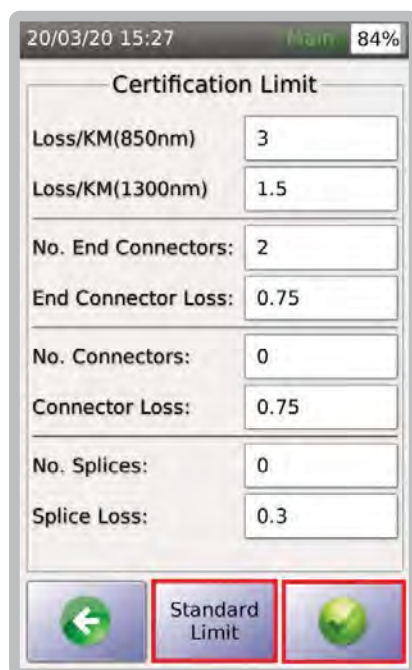 20/03/20 15:27 Main 84%
Certification Limit
Loss/KM(850nm) 3
Loss/KM(1300nm) 1.5
No. End Connectors: 2
End Connector Loss: 0.75
No. Connectors: 0
Connector Loss: 0.75
No. Splices: 0
Splice Loss: 0.3
Standard
Limit